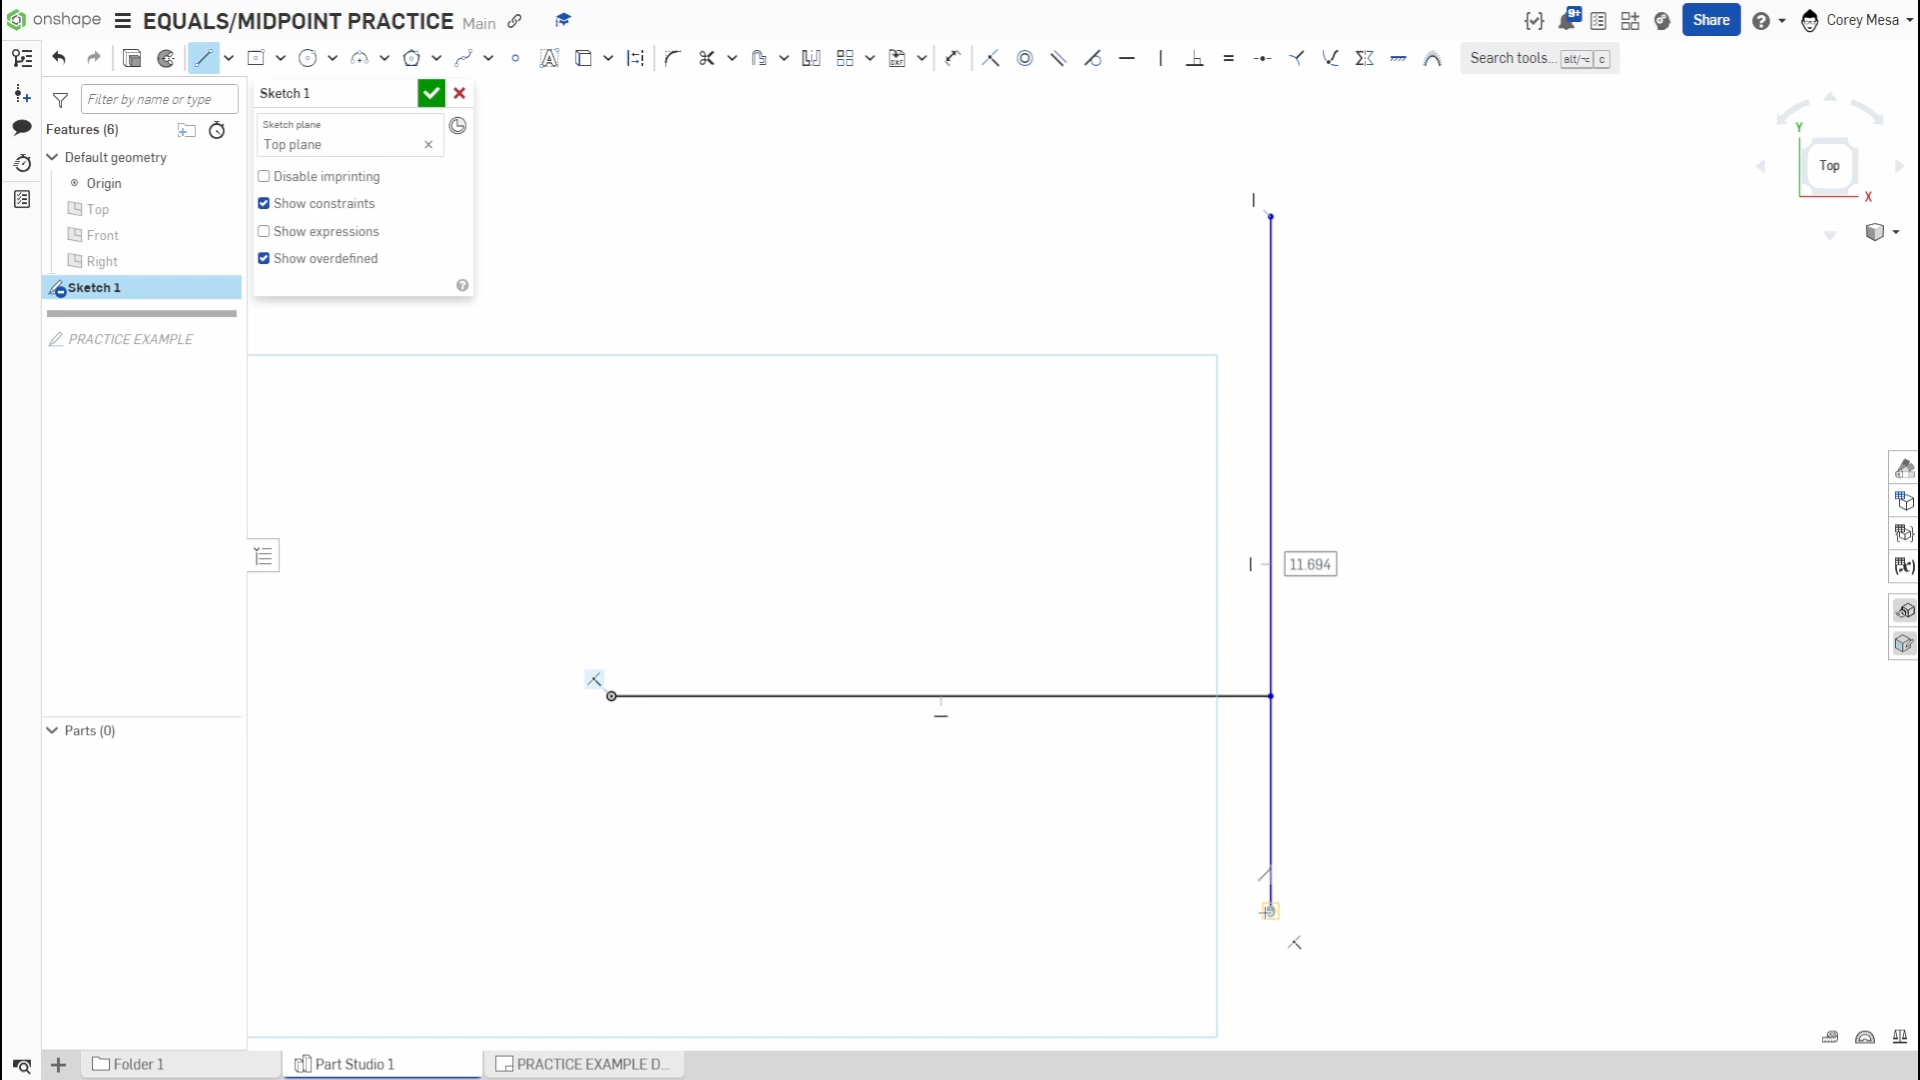 onshape EQUALS/MIDPOINT PRACTICE Main 9+ Share Corey Mesa
Search tools... alt/⌥ c
Filter by name or type
Features (6)
Default geometry
Origin
Top
Front
Right
Sketch 1
PRACTICE EXAMPLE
Parts (0)
Sketch 1
Sketch plane
Top plane
Disable imprinting
Show constraints
Show expressions
Show overdefined
11.694
Y
Top
X
Folder 1
Part Studio 1
PRACTICE EXAMPLE D...